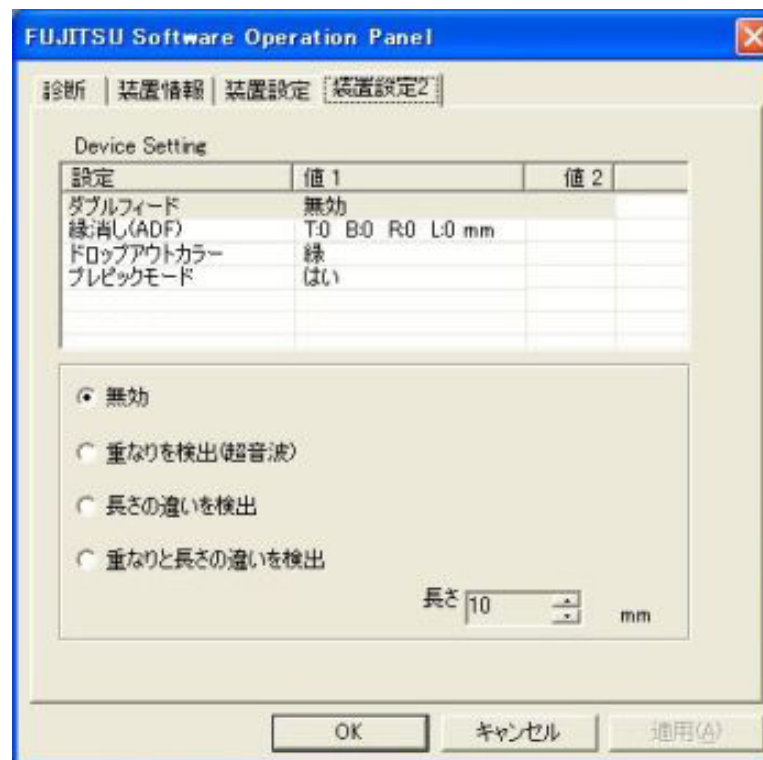 FUJITSU Software Operation Panel
診断 装置情報 装置設定 装置設定2
Device Setting
設定 値 1 値 2
ダブルフィード 無効
縁消し(ADF) T:0 B:0 R:0 L:0 mm
ドロップアウトカラー 緑
プレピックモード はい
無効
重なりを検出(超音波)
長さの違いを検出
重なりと長さの違いを検出
長さ 10 mm
OK キャンセル 適用(A)